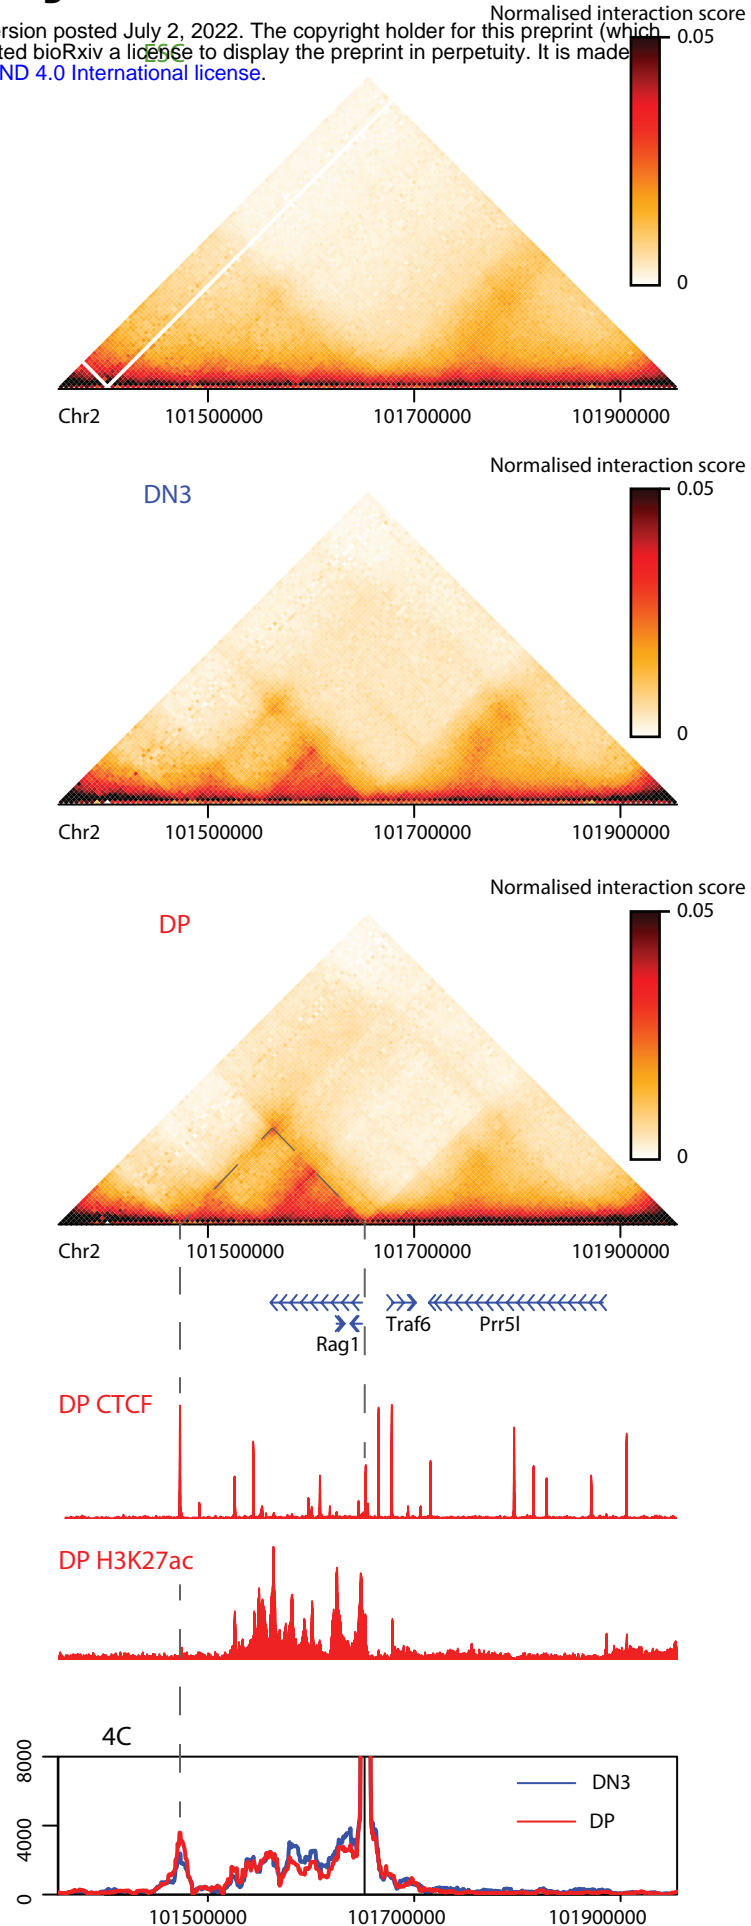 Normalised interaction score
rsion posted July 2, 2022. The copyright holder for this preprint (which
ted bioRxiv a license to display the preprint in perpetuity. It is made
ND 4.0 International license.
ESC
0.05
0
Chr2 101500000 101700000 101900000
Normalised interaction score
DN3
0.05
0
Chr2 101500000 101700000 101900000
Normalised interaction score
DP
0.05
0
Chr2 101500000 101700000 101900000
Traf6 Prr5l
Rag1
DP CTCF
DP H3K27ac
4C
8000
4000
0
DN3
DP
101500000 101700000 101900000